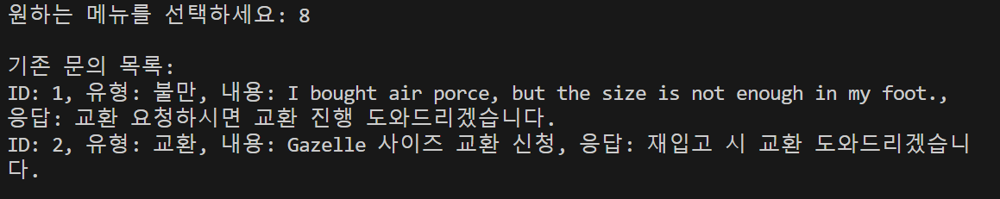 원하는 메뉴를 선택하세요: 8
기존 문의 목록:
ID: 1, 유형: 불만, 내용: I bought air porce, but the size is not enough in my foot.,
응답: 교환 요청하시면 교환 진행 도와드리겠습니다.
ID: 2, 유형: 교환, 내용: Gazelle 사이즈 교환 신청, 응답: 재입고 시 교환 도와드리겠습니
다.